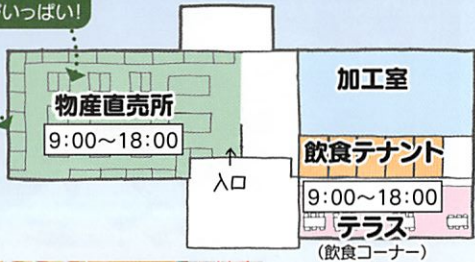 いっぱい!
物産直売所
9:00~18:00
入口
加工室
飲食テナント
9:00~18:00
テラス
(飲食コーナー)